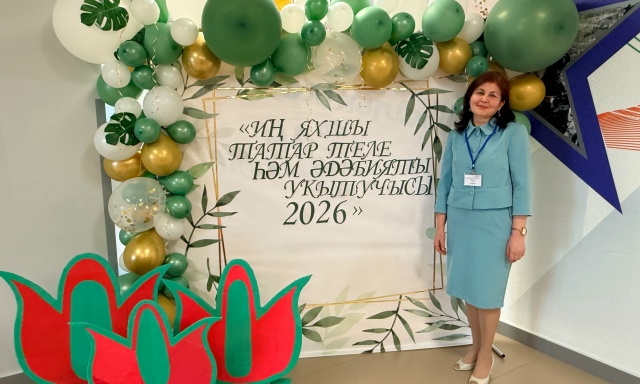 «ИҢ ЯХШЫ
ТАТАР ТЕЛЕ
ҺӘМ ӘДӘБИЯТЫ
УКЫТУЧЫСЫ
2026»